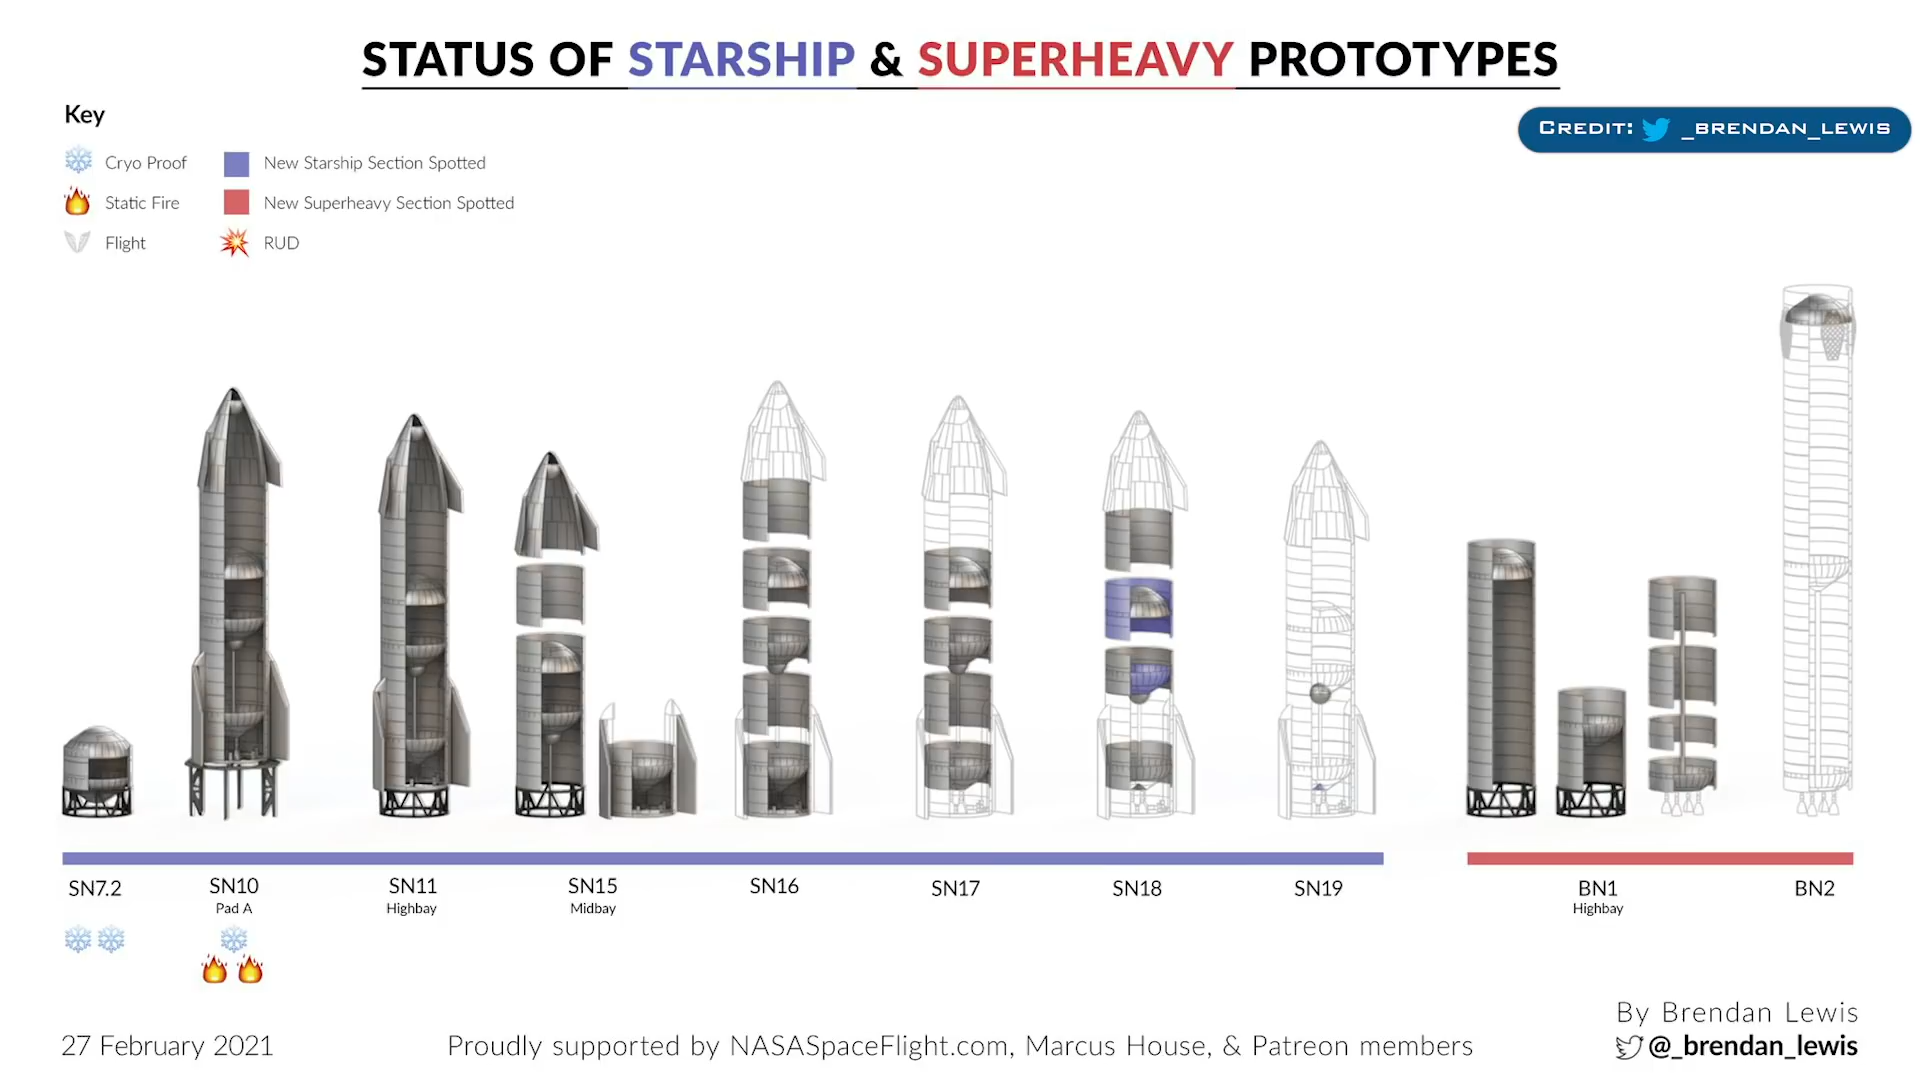 STATUS OF STARSHIP & SUPERHEAVY PROTOTYPES
Key
Cryo Proof
New Starship Section Spotted
Static Fire
New Superheavy Section Spotted
Flight
RUD
CREDIT: _BRENDAN_LEWIS
SN7.2
SN10
Pad A
SN11
Highbay
SN15
Midbay
SN16
SN17
SN18
SN19
BN1
Highbay
BN2
27 February 2021
Proudly supported by NASASpaceFlight.com, Marcus House, & Patreon members
By Brendan Lewis
@_brendan_lewis